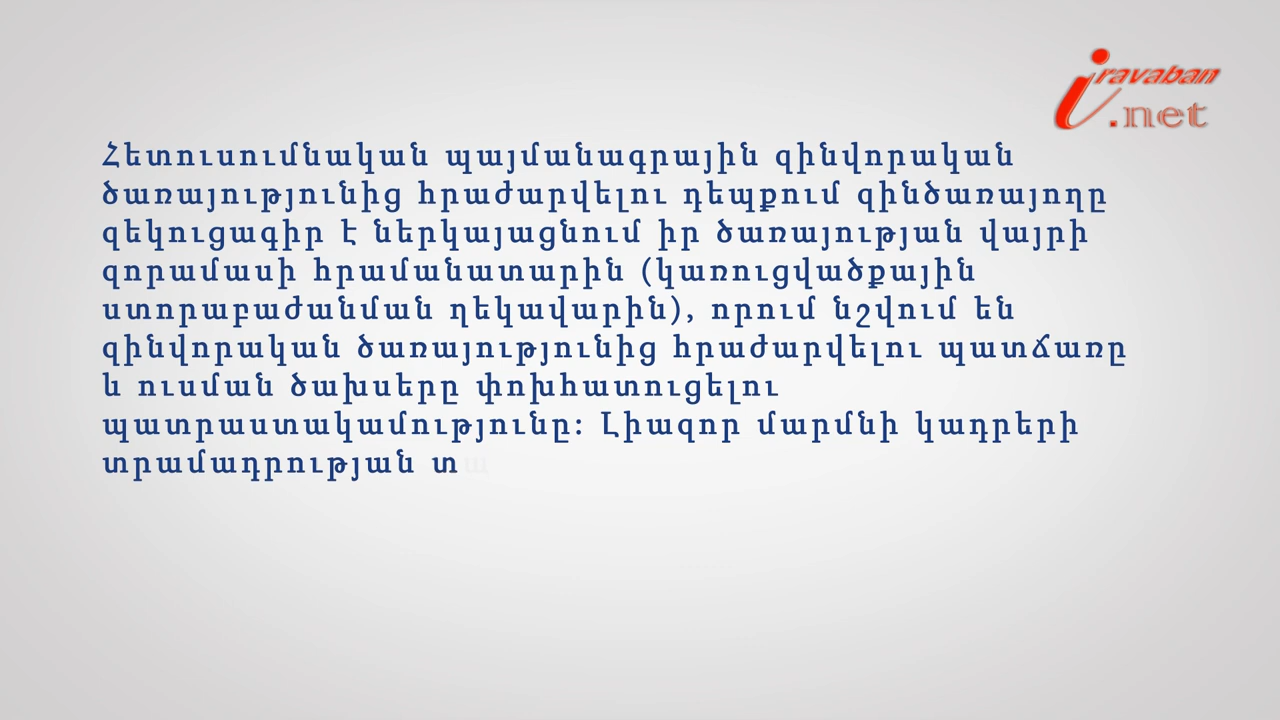 iravaban
.net
Հետուսումնական պայմանագրային զինվորական
ծառայությունից հրաժարվելու դեպքում զինծառայողը
զեկուցագիր է ներկայացնում իր ծառայության վայրի
զորամասի հրամանատարին (կառուցվածքային
ստորաբաժանման ղեկավարին), որում նշվում են
զինվորական ծառայությունից հրաժարվելու պատճառը
և ուսման ծախսերը փոխհատուցելու
պատրաստակամությունը: Լիազոր մարմնի կադրերի
տրամադրության տա